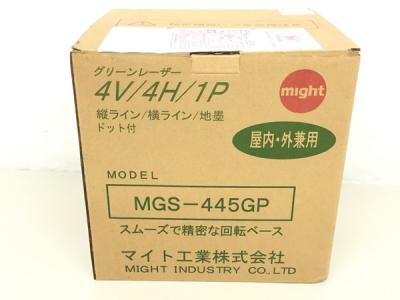 グリーンレーザー
4V/4H/1P
might
縦ライン/横ライン/地墨
ドット付
屋内・外兼用
MODEL
MGS-445GP
スムーズで精密な回転ベース
マイト工業株式会社
MIGHT INDUSTRY CO.,LTD